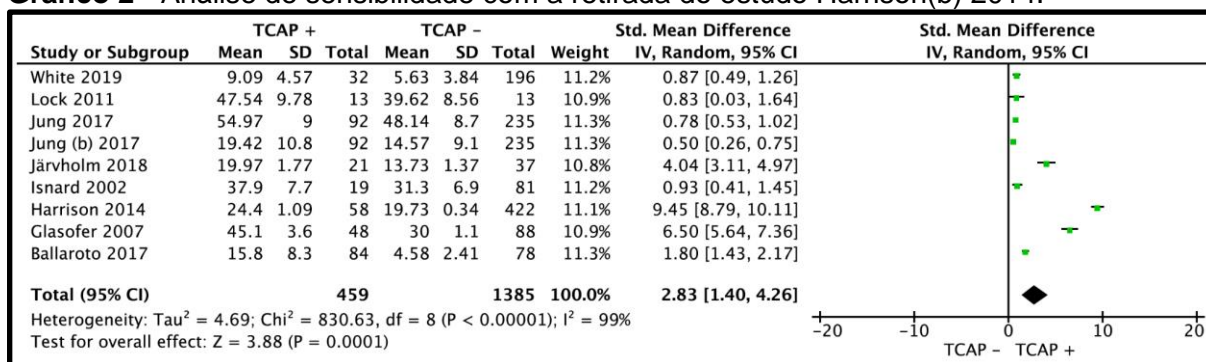 Gráfico 2 - Análise de sensibilidade com a retirada do estudo Harrison(b) 2014.
TCAP + TCAP - Std. Mean Difference Std. Mean Difference
Study or Subgroup Mean SD Total Mean SD Total Weight IV, Random, 95% CI IV, Random, 95% CI
White 2019 9.09 4.57 32 5.63 3.84 196 11.2% 0.87 [0.49, 1.26]
Lock 2011 47.54 9.78 13 39.62 8.56 13 10.9% 0.83 [0.03, 1.64]
Jung 2017 54.97 9 92 48.14 8.7 235 11.3% 0.78 [0.53, 1.02]
Jung (b) 2017 19.42 10.8 92 14.57 9.1 235 11.3% 0.50 [0.26, 0.75]
Järvholm 2018 19.97 1.77 21 13.73 1.37 37 10.8% 4.04 [3.11, 4.97]
Isnard 2002 37.9 7.7 19 31.3 6.9 81 11.2% 0.93 [0.41, 1.45]
Harrison 2014 24.4 1.09 58 19.73 0.34 422 11.1% 9.45 [8.79, 10.11]
Glasofer 2007 45.1 3.6 48 30 1.1 88 10.9% 6.50 [5.64, 7.36]
Ballaroto 2017 15.8 8.3 84 4.58 2.41 78 11.3% 1.80 [1.43, 2.17]
Total (95% CI) 459 1385 100.0% 2.83 [1.40, 4.26]
Heterogeneity: Tau² = 4.69; Chi² = 830.63, df = 8 (P < 0.00001); I² = 99%
Test for overall effect: Z = 3.88 (P = 0.0001)
-20 -10 0 10 20
TCAP - TCAP +